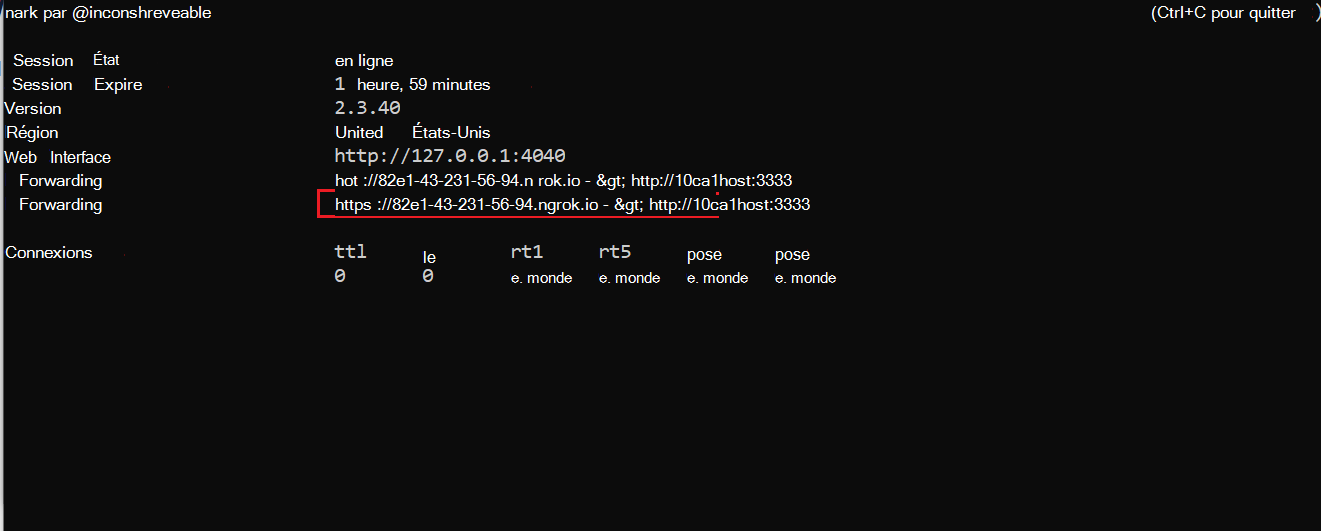 nark par @inconshreveable (Ctrl+C pour quitter )
Session État en ligne
Session Expire 1 heure, 59 minutes
Version 2.3.40
Région United États-Unis
Web Interface http://127.0.0.1:4040
Forwarding hot ://82e1-43-231-56-94.n rok.io - &gt; http://10ca1host:3333
Forwarding https ://82e1-43-231-56-94.ngrok.io - &gt; http://10ca1host:3333
Connexions ttl le rt1 rt5 pose pose
0 0 e. monde e. monde e. monde e. monde